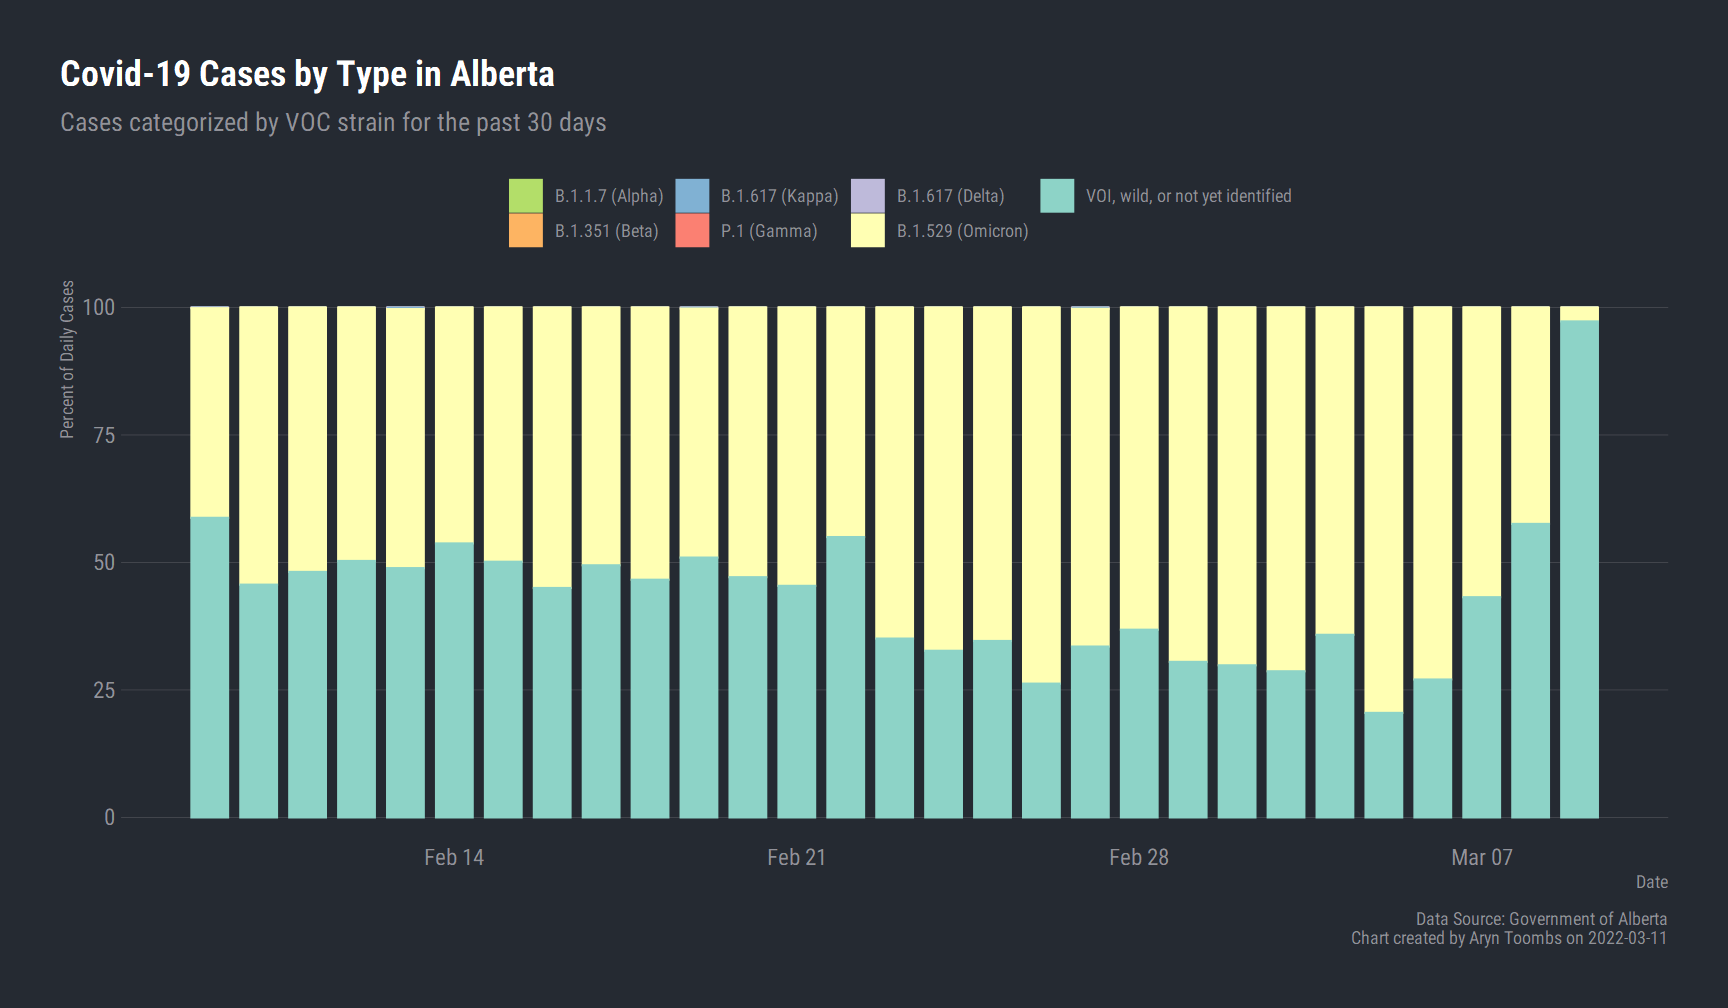 Covid-19 Cases by Type in Alberta
Cases categorized by VOC strain for the past 30 days
B.1.1.7 (Alpha) B.1.617 (Kappa) B.1.617 (Delta) VOI, wild, or not yet identified
B.1.351 (Beta) P.1 (Gamma) B.1.529 (Omicron)
Percent of Daily Cases
100
75
50
25
0
Feb 14 Feb 21 Feb 28 Mar 07
Date
Data Source: Government of Alberta
Chart created by Aryn Toombs on 2022-03-11